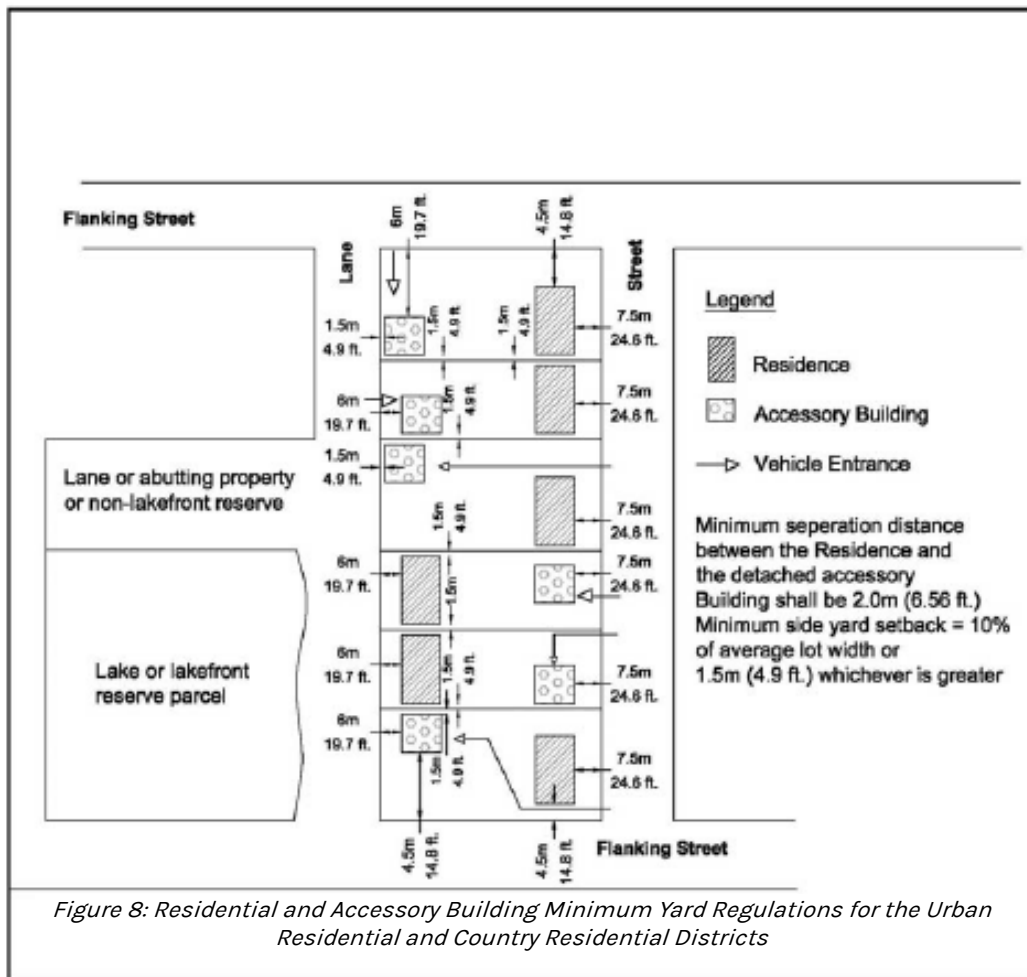 Flanking Street
Lane
6m
19.7 ft.
4.5m
14.8 ft.
Street
1.5m
4.9 ft.
1.5m
4.9 ft.
1.5m
4.9 ft.
7.5m
24.6 ft.
6m
19.7 ft.
1.5m
4.9 ft.
7.5m
24.6 ft.
1.5m
4.9 ft.
7.5m
24.6 ft.
1.5m
4.9 ft.
6m
19.7 ft.
1.5m
7.5m
24.6 ft.
6m
19.7 ft.
1.5m
4.9 ft.
7.5m
24.6 ft.
6m
19.7 ft.
1.5m
4.9 ft.
7.5m
24.6 ft.
4.5m
14.8 ft.
4.5m
14.8 ft.
Flanking Street
Lane or abutting property
or non-lakefront reserve
Lake or lakefront
reserve parcel
Legend
Residence
Accessory Building
Vehicle Entrance
Minimum seperation distance
between the Residence and
the detached accessory
Building shall be 2.0m (6.56 ft.)
Minimum side yard setback = 10%
of average lot width or
1.5m (4.9 ft.) whichever is greater
Figure 8: Residential and Accessory Building Minimum Yard Regulations for the Urban
Residential and Country Residential Districts